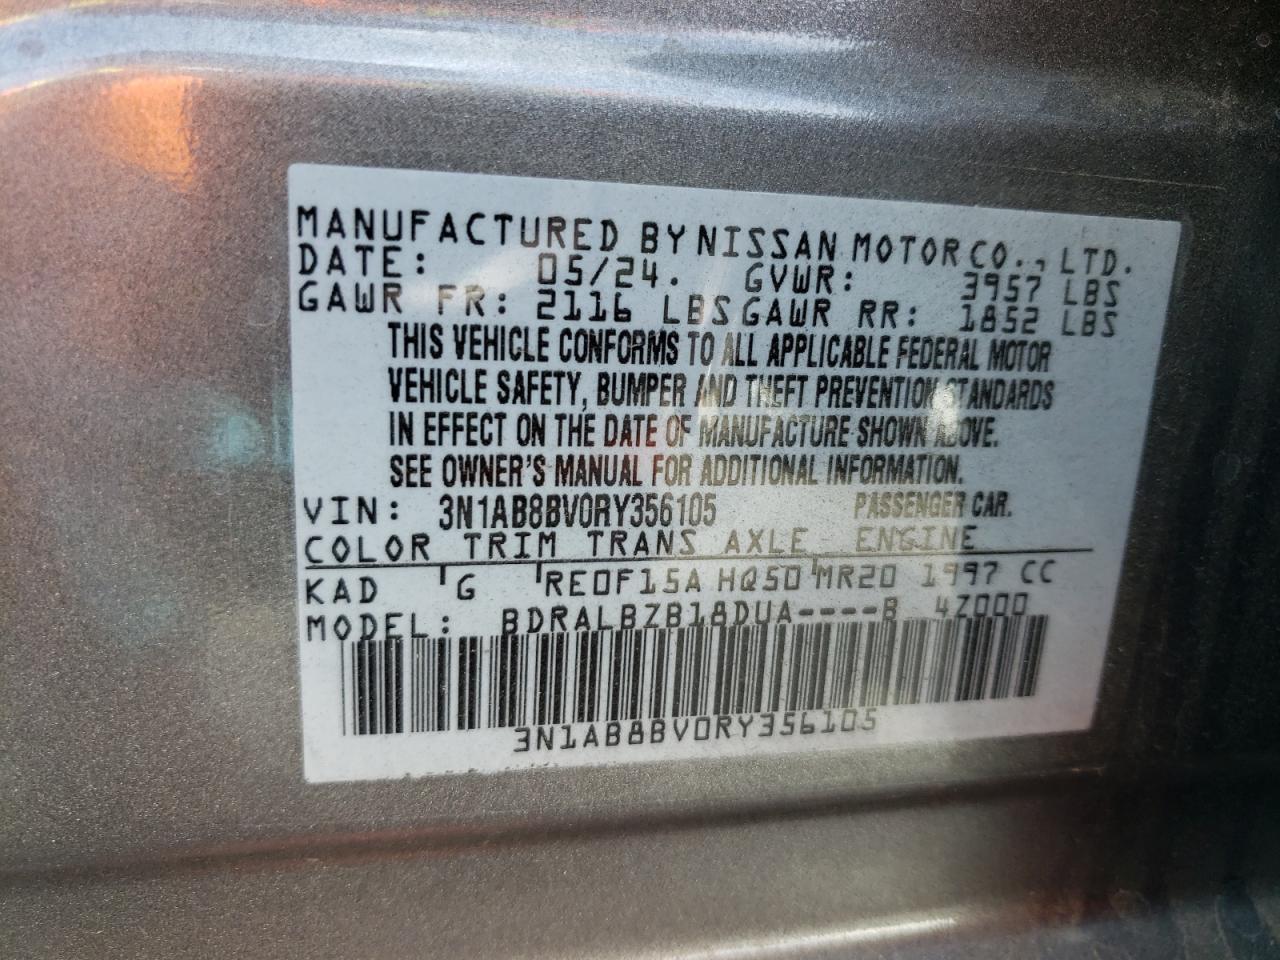 MANUFACTURED BY NISSAN MOTOR CO., LTD.
DATE: 05/24. GVWR: 3957 LBS
GAWR FR: 2116 LBS GAWR RR: 1852 LBS
THIS VEHICLE CONFORMS TO ALL APPLICABLE FEDERAL MOTOR
VEHICLE SAFETY, BUMPER AND THEFT PREVENTION STANDARDS
IN EFFECT ON THE DATE OF MANUFACTURE SHOWN ABOVE.
SEE OWNER'S MANUAL FOR ADDITIONAL INFORMATION.
VIN: 3N1AB8BV0RY356105 PASSENGER CAR.
COLOR TRIM TRANS AXLE ENGINE
KAD G RE0F15A HQ50 MR20 1997 CC
MODEL: BDRALBZB18DUA----B 4Z000
3N1AB8BV0RY356105